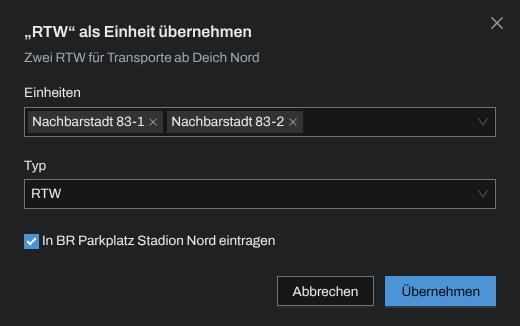 „RTW“ als Einheit übernehmen
Zwei RTW für Transporte ab Deich Nord
Einheiten
Nachbarstadt 83-1 Nachbarstadt 83-2
Typ
RTW
In BR Parkplatz Stadion Nord eintragen
Abbrechen Übernehmen